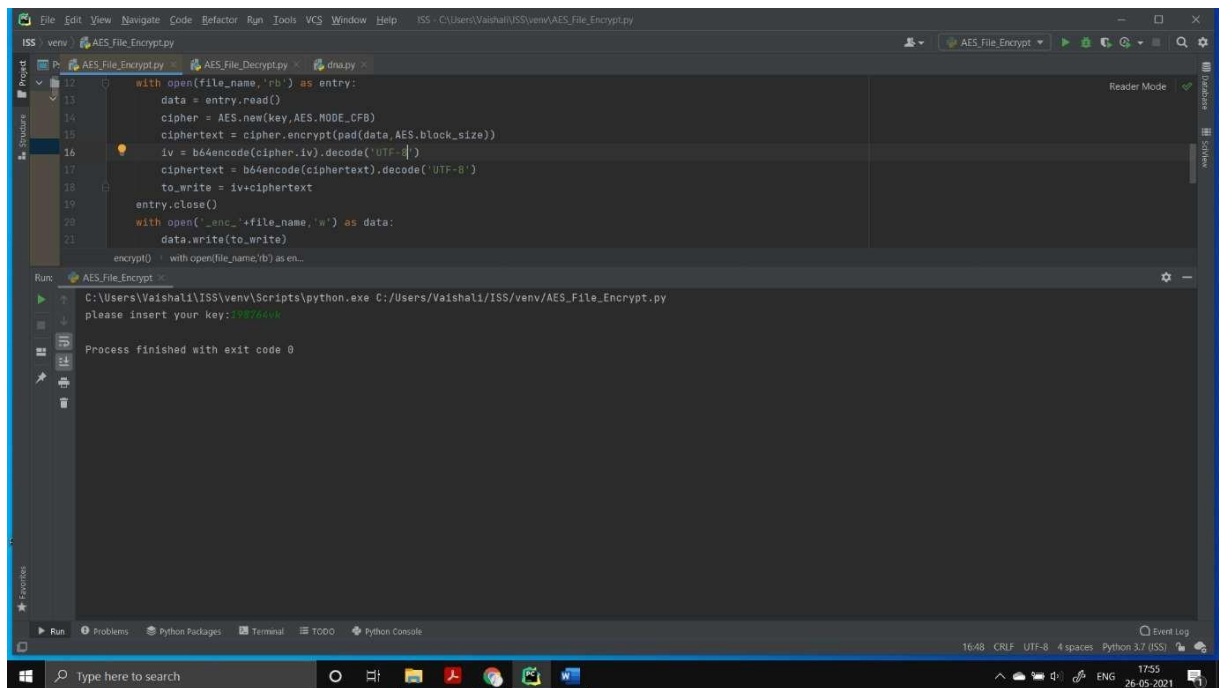 File Edit View Navigate Code Refactor Run Tools VCS Window Help ISS - C:\Users\Vaishali\ISS\venv\AES_File_Encrypt.py
ISS venv AES_File_Encrypt.py AES_File_Encrypt
Project AES_File_Encrypt.py AES_File_Decrypt.py dna.py
Reader Mode
12 with open(file_name,'rb') as entry:
13 data = entry.read()
14 cipher = AES.new(key,AES.MODE_CFB)
15 ciphertext = cipher.encrypt(pad(data,AES.block_size))
16 iv = b64encode(cipher.iv).decode('UTF-8')
17 ciphertext = b64encode(ciphertext).decode('UTF-8')
18 to_write = iv+ciphertext
19 entry.close()
20 with open('_enc_'+file_name,'w') as data:
21 data.write(to_write)
encrypt() with open(file_name,'rb') as en...
Structure
Database
SciView
Run: AES_File_Encrypt
C:\Users\Vaishali\ISS\venv\Scripts\python.exe C:/Users/Vaishali/ISS/venv/AES_File_Encrypt.py
please insert your key:
Process finished with exit code 0
Favorites
Run Problems Python Packages Terminal TODO Python Console Event Log
16:48 CRLF UTF-8 4 spaces Python 3.7 (ISS)
Type here to search ENG 17:55
26-05-2021